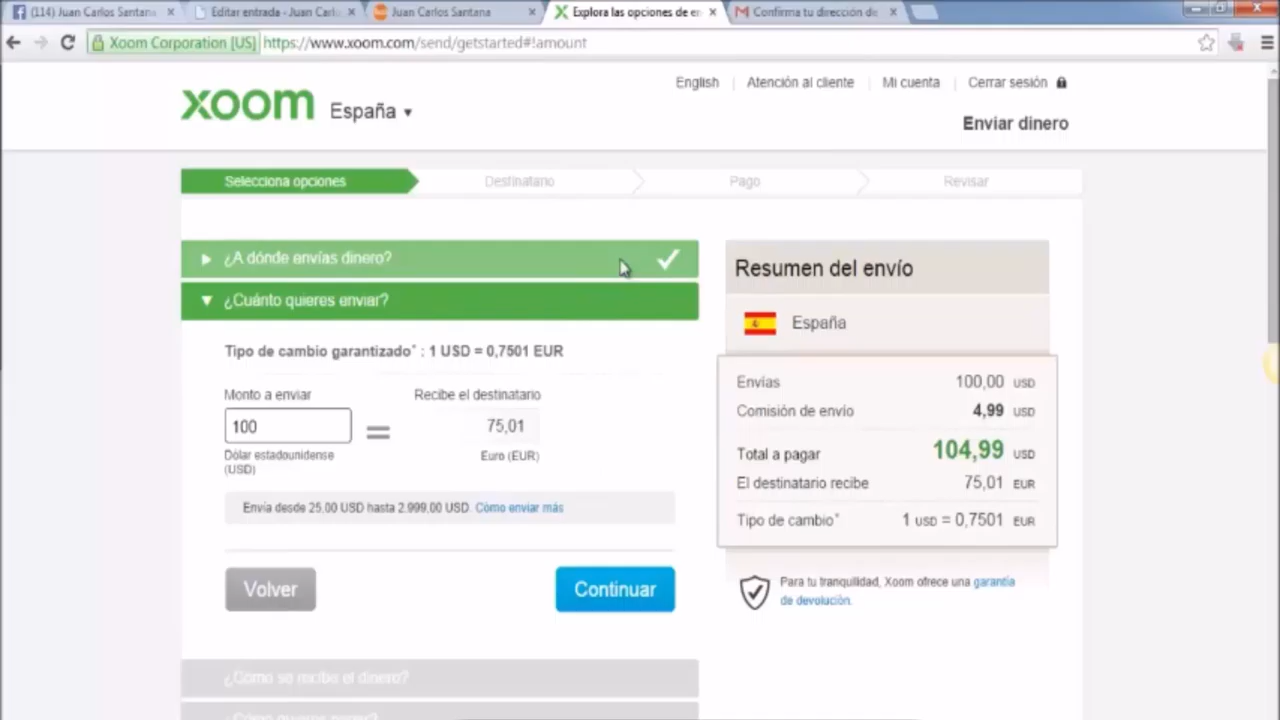 (114) Juan Carlos Santana
Editar entrada - Juan Carl
Juan Carlos Santana
Explora las opciones de en
Confirma tu dirección de
Xoom Corporation [US] https://www.xoom.com/send/getstarted#!amount
English Atención al cliente Mi cuenta Cerrar sesión
xoom España
Enviar dinero
Selecciona opciones Destinatario Pago Revisar
¿A dónde envías dinero?
¿Cuánto quieres enviar?
Tipo de cambio garantizado* : 1 USD = 0,7501 EUR
Monto a enviar Recibe el destinatario
100 = 75,01
Dólar estadounidense Euro (EUR)
(USD)
Envía desde 25,00 USD hasta 2.999,00 USD. Cómo enviar más
Volver Continuar
¿Cómo se recibe el dinero?
Resumen del envío
España
Envías 100,00 USD
Comisión de envío 4,99 USD
Total a pagar 104,99 USD
El destinatario recibe 75,01 EUR
Tipo de cambio* 1 USD = 0,7501 EUR
Para tu tranquilidad, Xoom ofrece una garantía
de devolución.